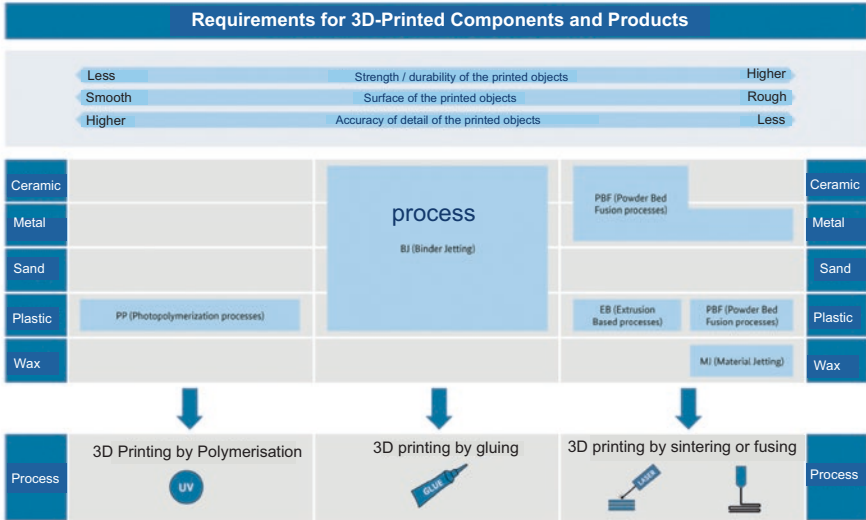 Requirements for 3D-Printed Components and Products
Less Strength / durability of the printed objects Higher
Smooth Surface of the printed objects Rough
Higher Accuracy of detail of the printed objects Less
Ceramic PBF (Powder Bed Ceramic
Fusion processes)
Metal process Metal
BJ (Binder Jetting)
Sand Sand
Plastic PP (Photopolymerization processes) EB (Extrusion PBF (Powder Bed Plastic
Based processes) Fusion processes)
Wax MJ (Material Jetting) Wax
3D Printing by Polymerisation 3D printing by gluing 3D printing by sintering or fusing
Process UV GLUE LASER Process